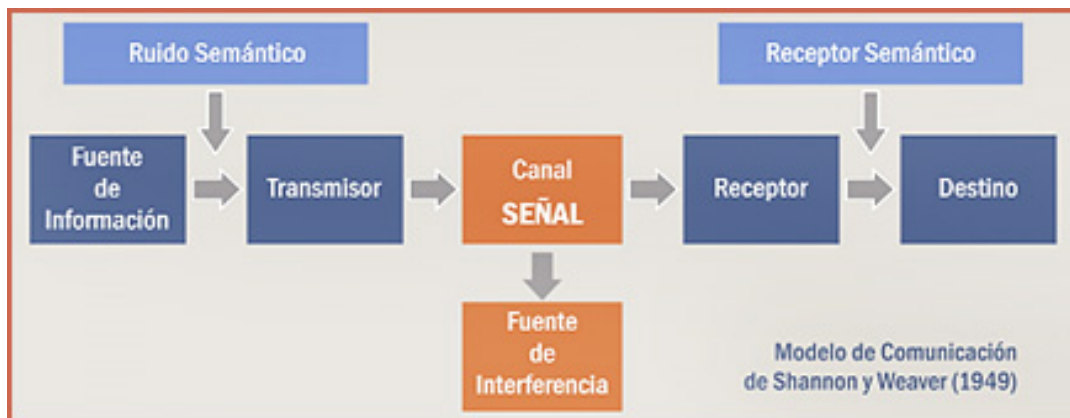 Ruido Semántico
Receptor Semántico
Fuente
de
Información
Transmisor
Canal
SEÑAL
Receptor
Destino
Fuente
de
Interferencia
Modelo de Comunicación
de Shannon y Weaver (1949)